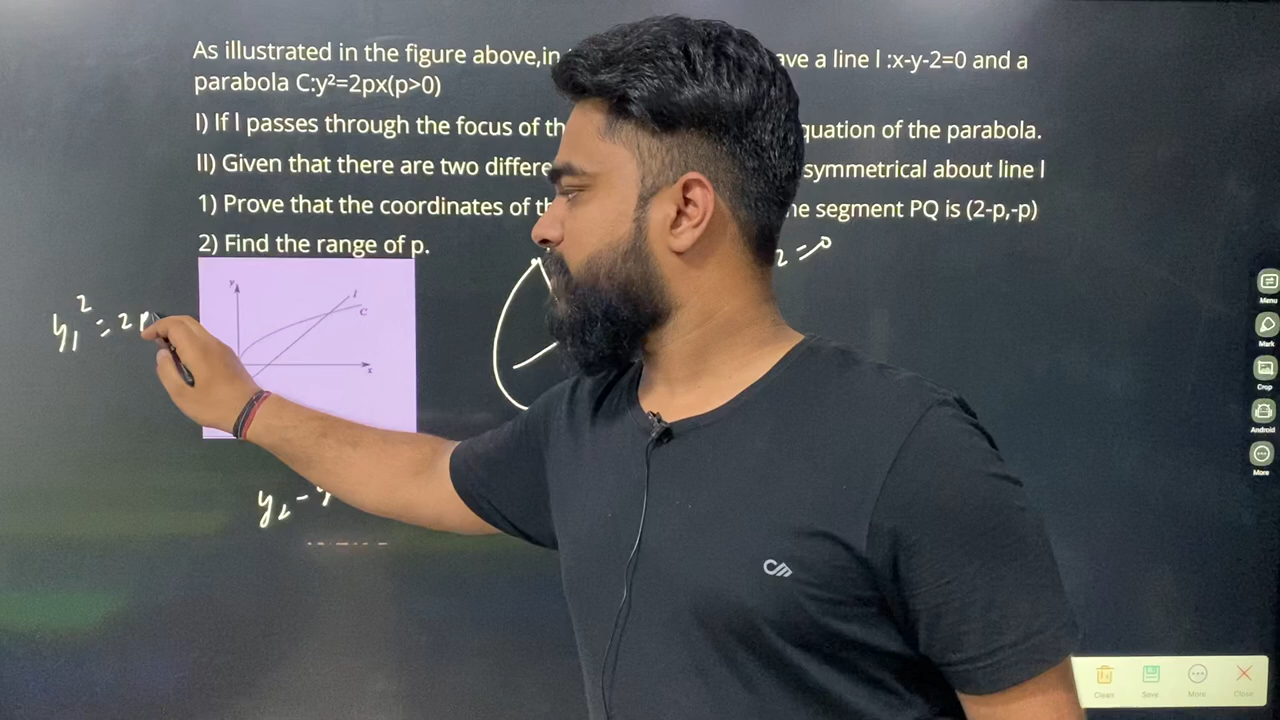 As illustrated in the figure above,in ave a line l :x-y-2=0 and a
parabola C:y²=2px(p>0)
I) If l passes through the focus of th quation of the parabola.
II) Given that there are two differe symmetrical about line l
1) Prove that the coordinates of th he segment PQ is (2-p,-p)
2) Find the range of p.
2 = 0
y
l
C
x
y₁² = 2p
y₂ - y
Menu
Mark
Crop
Android
More
Clean
Save
More
Close